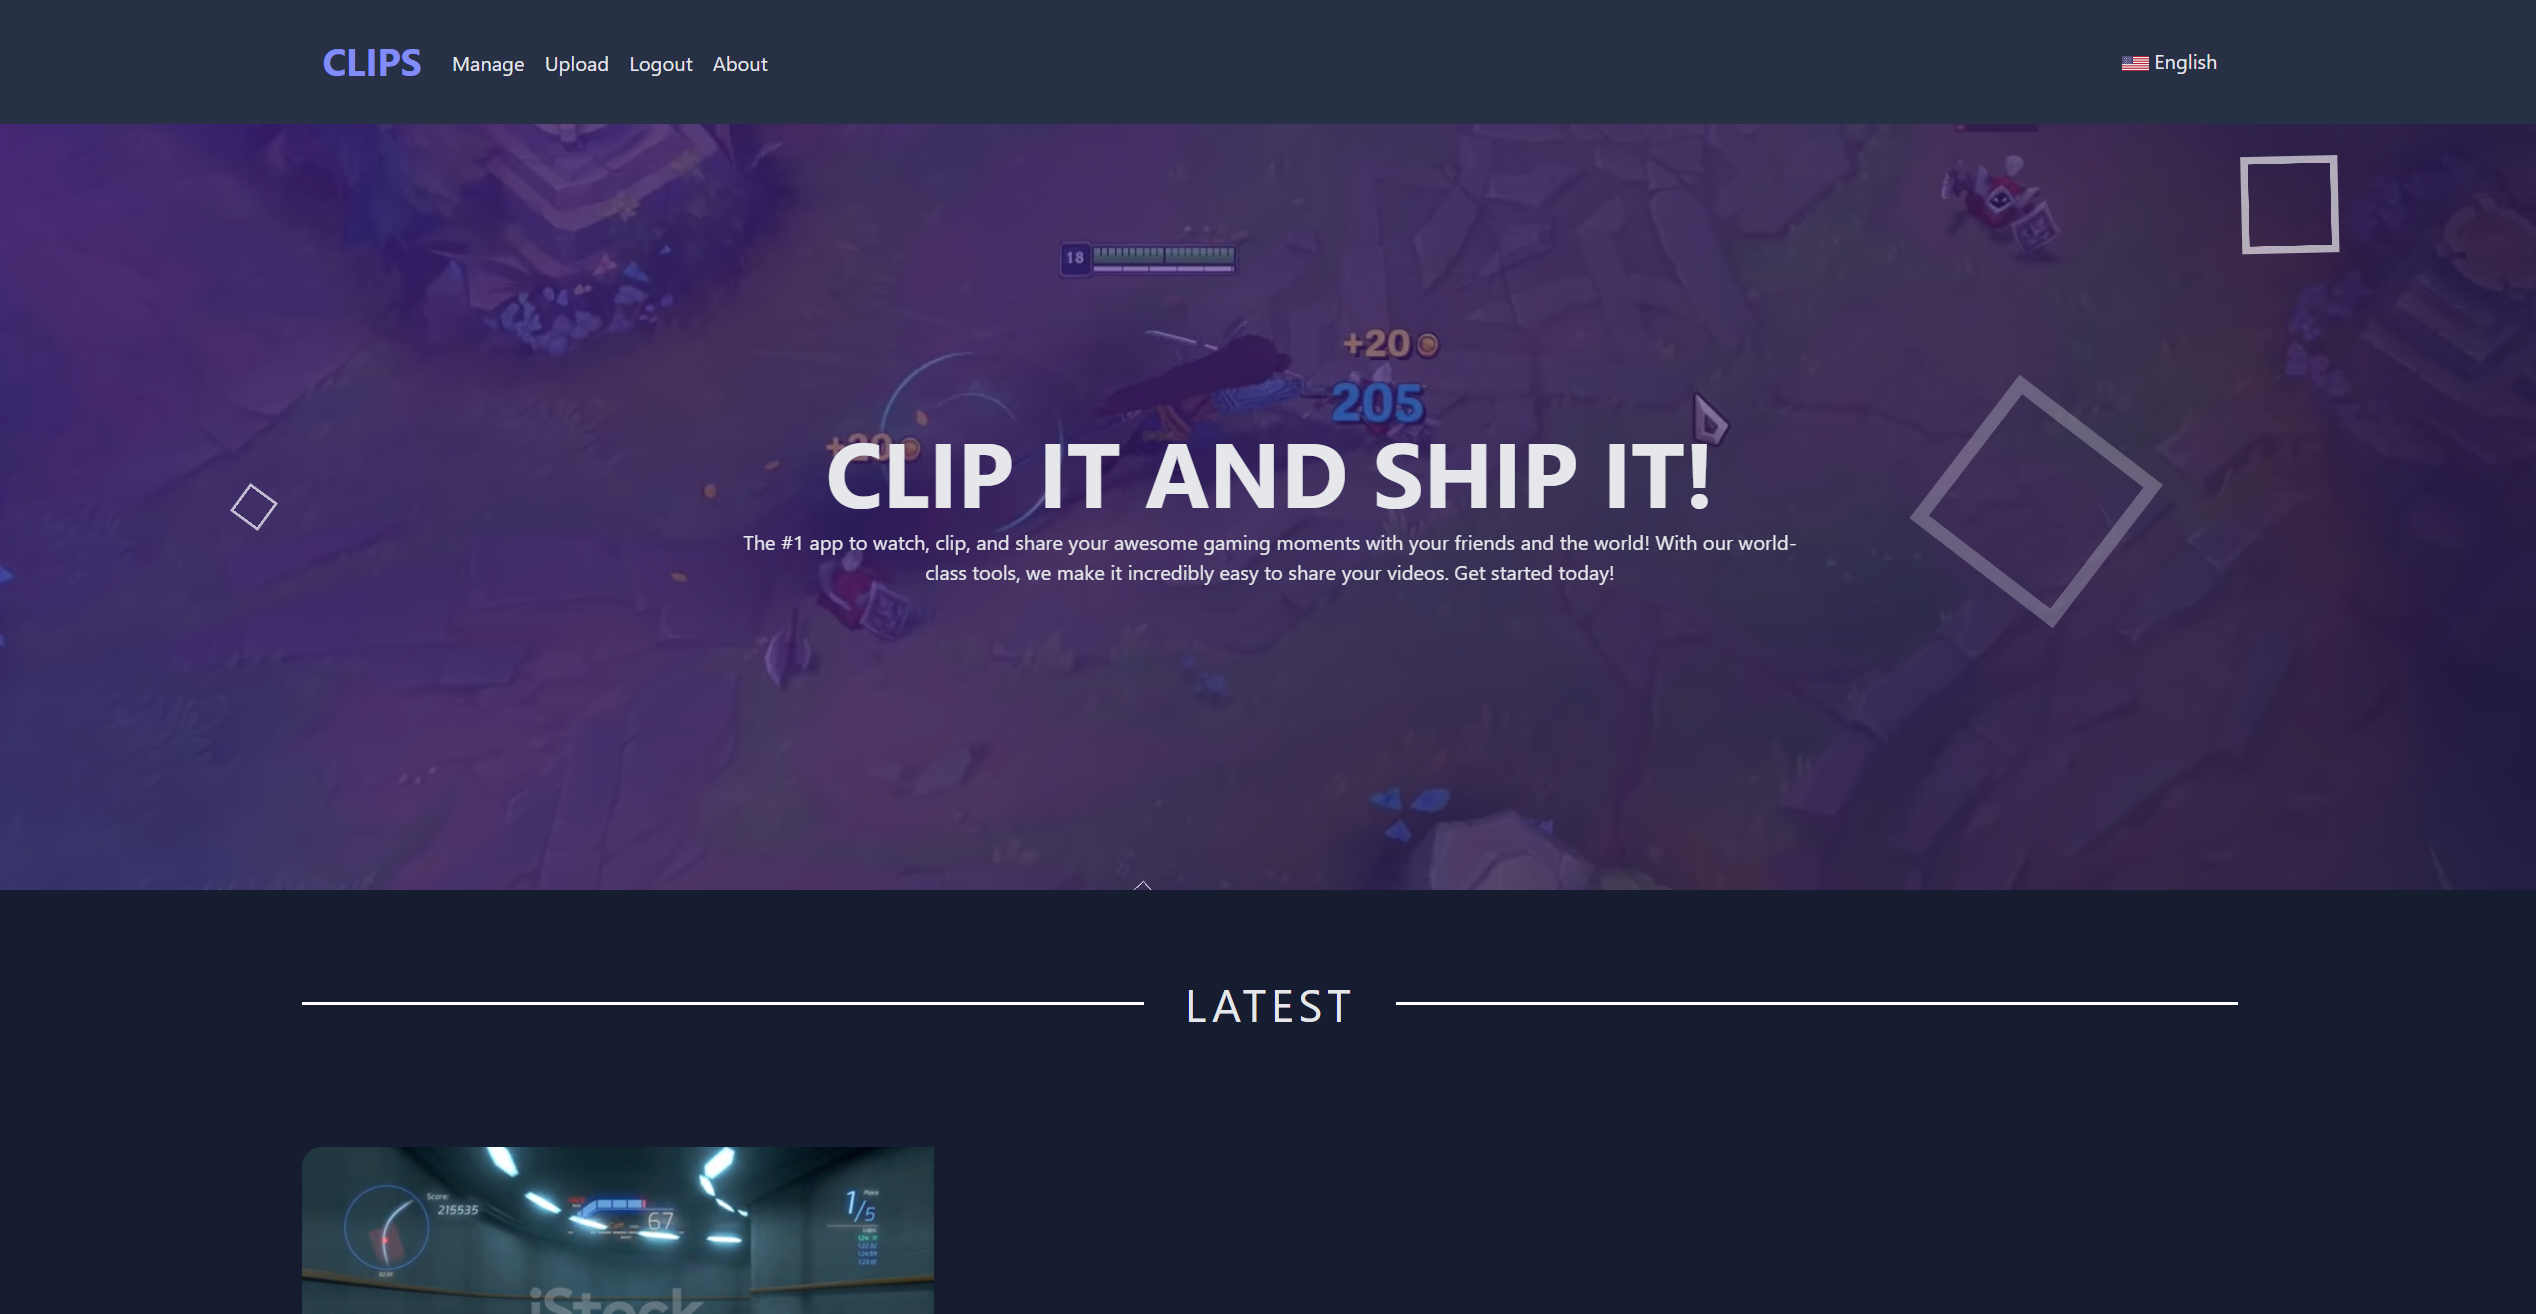 CLIPS Manage Upload Logout About English
18
+20
205
+20
CLIP IT AND SHIP IT!
The #1 app to watch, clip, and share your awesome gaming moments with your friends and the world! With our world-
class tools, we make it incredibly easy to share your videos. Get started today!
LATEST
Score:
215535
67
1/5
Place
iStock